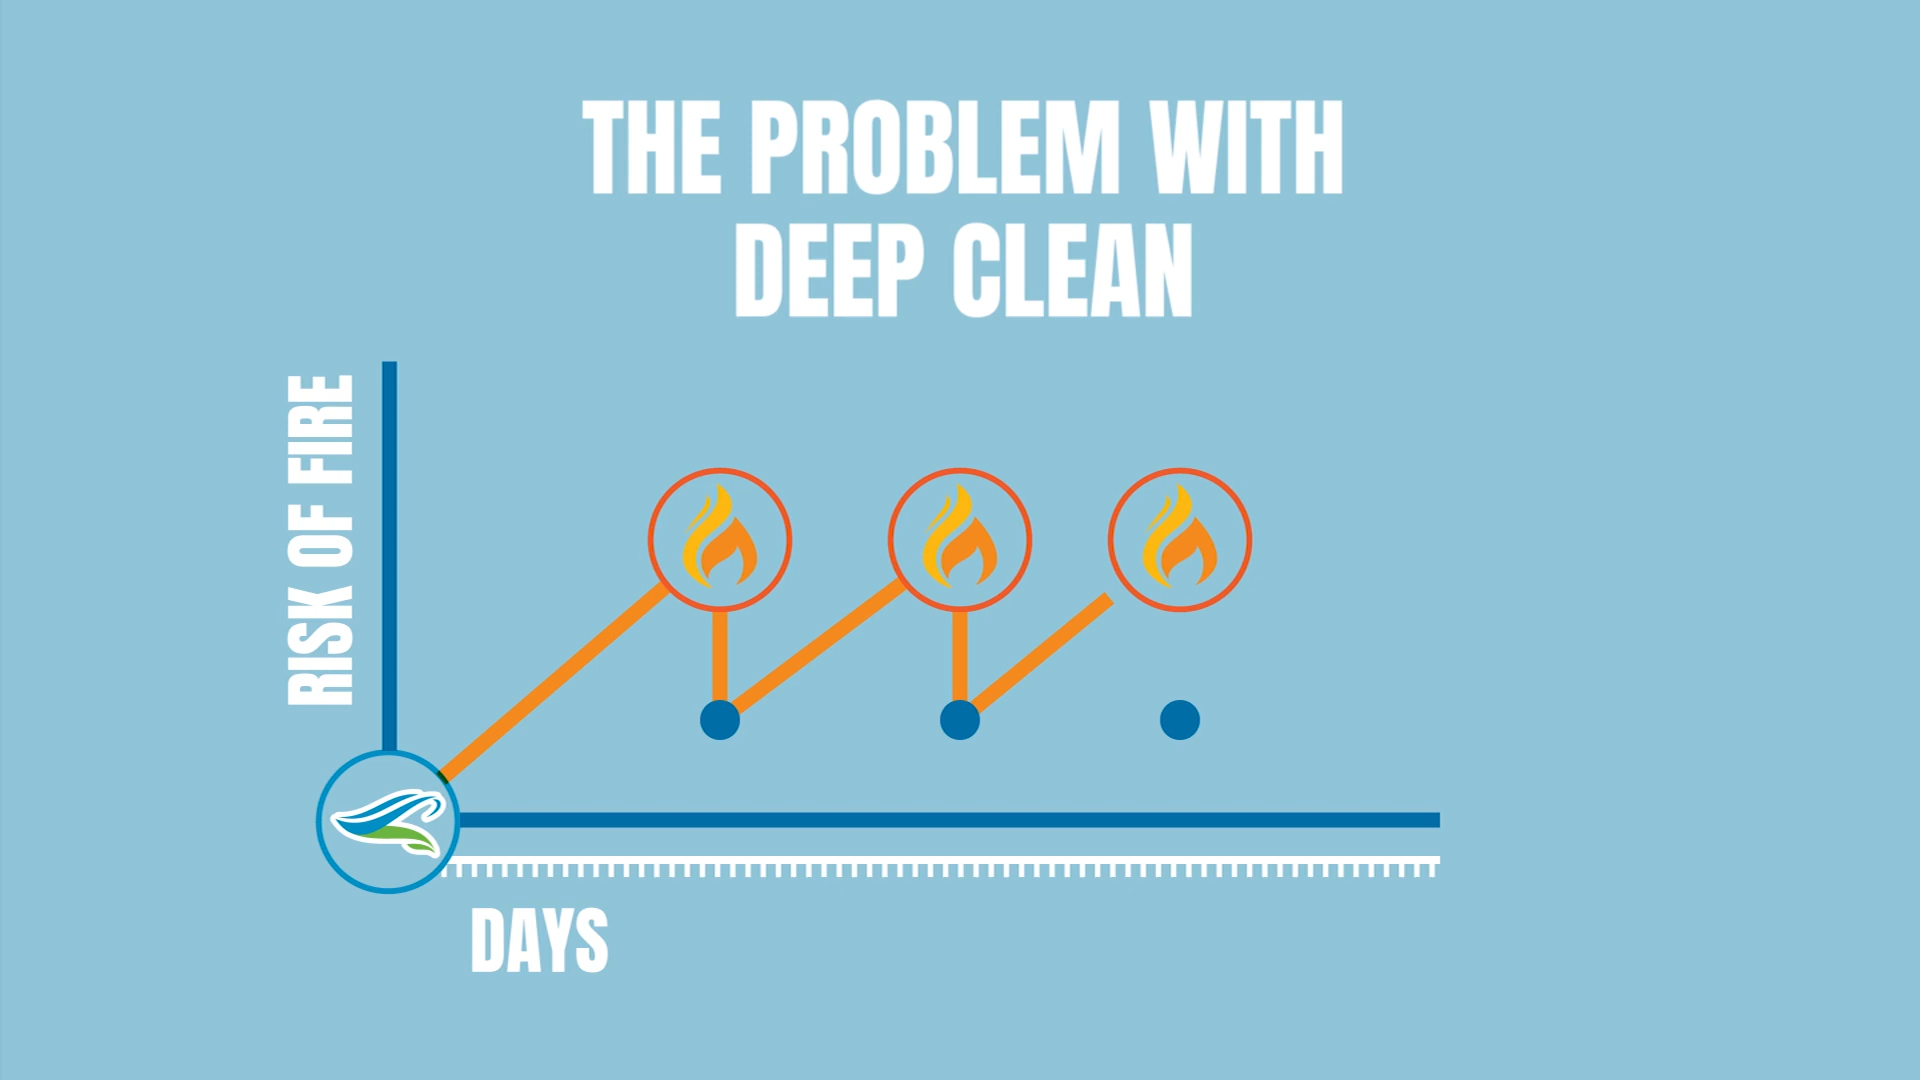 THE PROBLEM WITH
DEEP CLEAN
RISK OF FIRE
DAYS